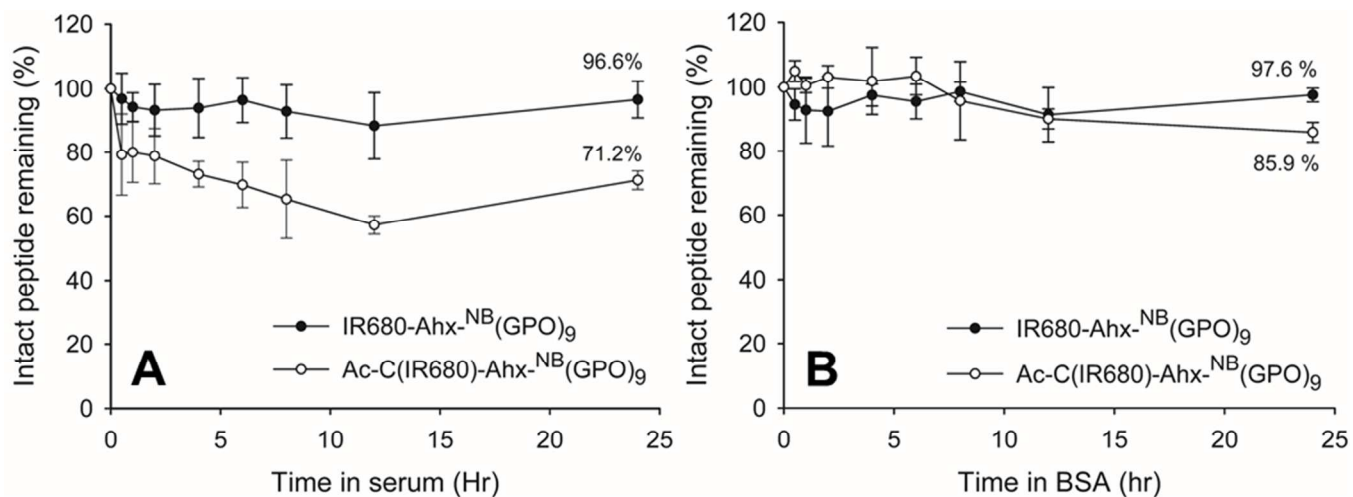 120
100
80
60
40
20
0
Intact peptide remaining (%)
96.6%
71.2%
IR680-Ahx-NB(GPO)9
Ac-C(IR680)-Ahx-NB(GPO)9
A
0 5 10 15 20 25
Time in serum (Hr)
120
100
80
60
40
20
0
Intact peptide remaining (%)
97.6 %
85.9 %
IR680-Ahx-NB(GPO)9
Ac-C(IR680)-Ahx-NB(GPO)9
B
0 5 10 15 20 25
Time in BSA (hr)